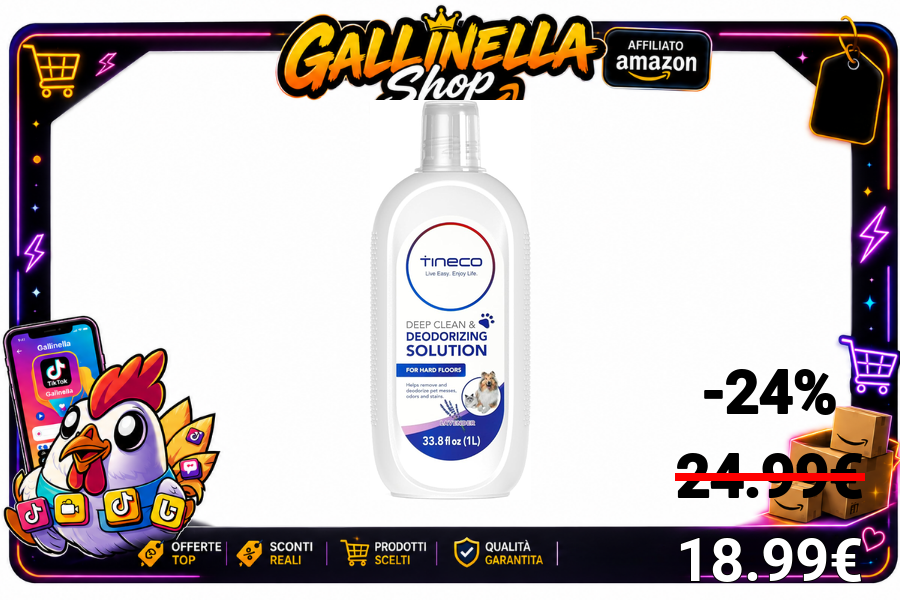 GALLINELLA
Shop
AFFILIATO
amazon
TINECO
Live Easy. Enjoy Life.
DEEP CLEAN &
DEODORIZING
SOLUTION
FOR HARD FLOORS
Helps remove and
deodorize pet messes,
odors and stains.
LAVENDER
33.8 fl oz (1L)
Gallinella
TikTok
Gallinella
-24%
24.99€
18.99€
OFFERTE
TOP
SCONTI
REALI
PRODOTTI
SCELTI
QUALITÀ
GARANTITA